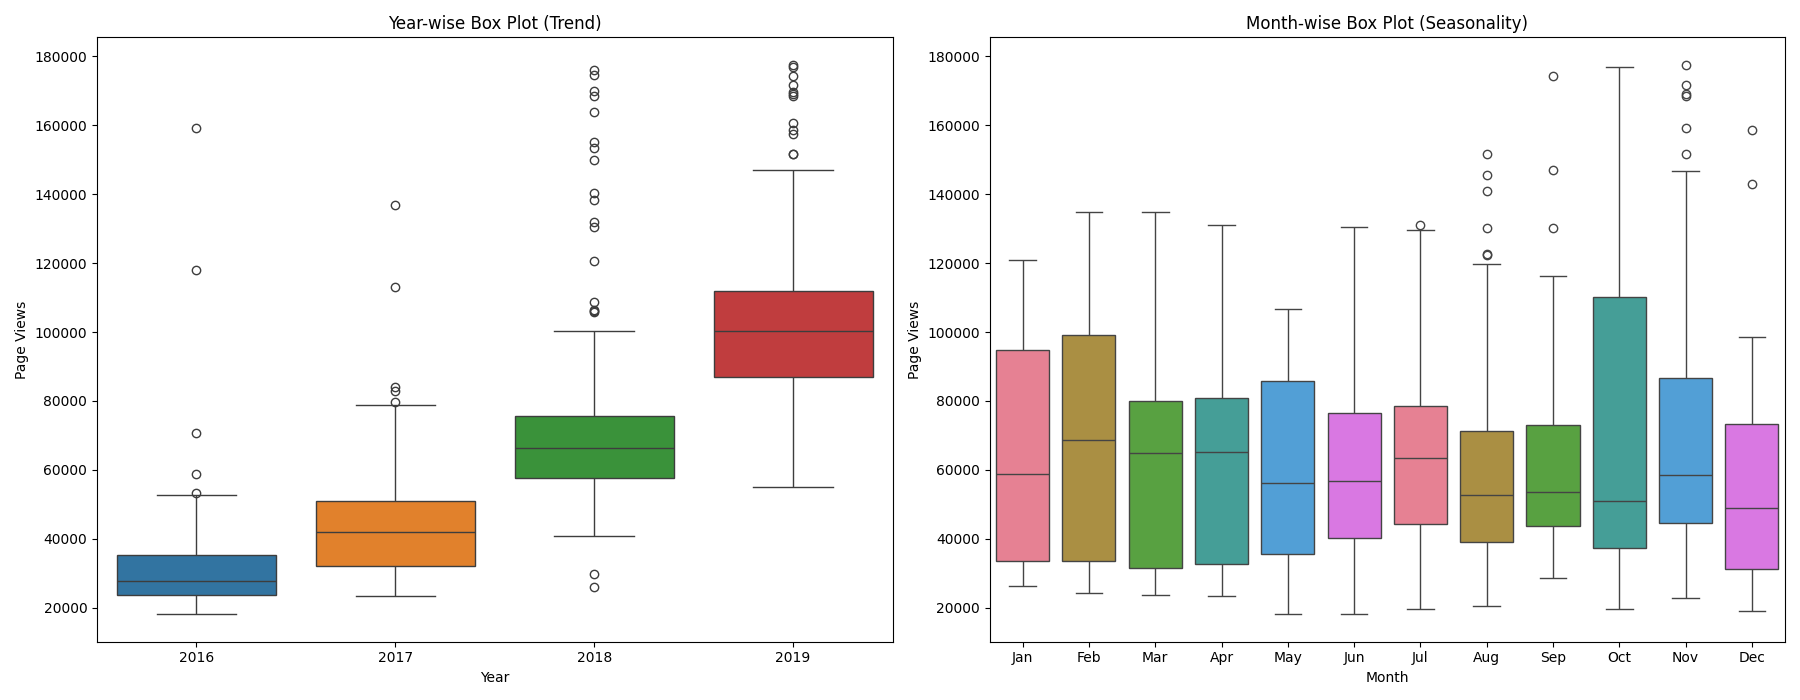 Year-wise Box Plot (Trend)
180000
160000
140000
120000
100000
80000
60000
40000
20000
Page Views
2016 2017 2018 2019
Year
Month-wise Box Plot (Seasonality)
180000
160000
140000
120000
100000
80000
60000
40000
20000
Page Views
Jan Feb Mar Apr May Jun Jul Aug Sep Oct Nov Dec
Month